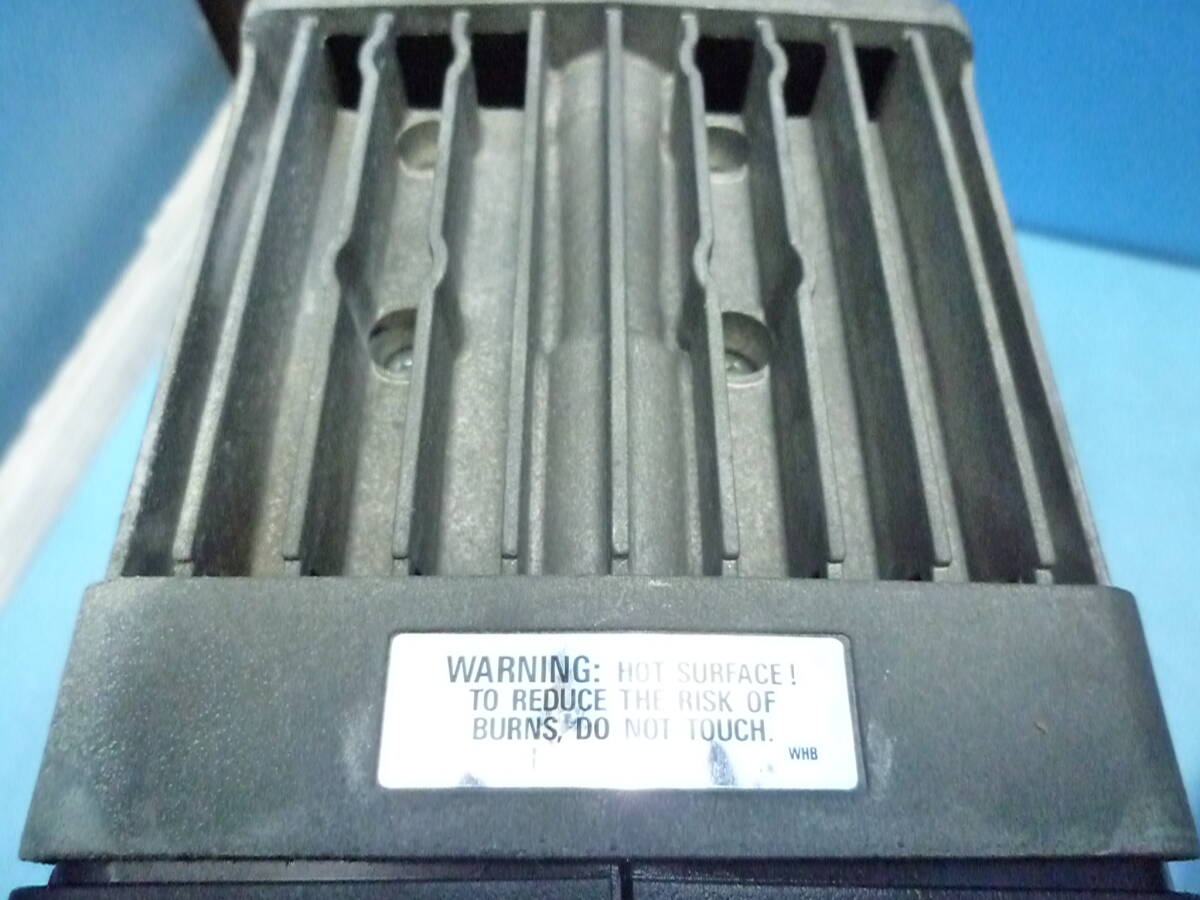 WARNING: HOT SURFACE!
TO REDUCE THE RISK OF
BURNS, DO NOT TOUCH.
WHB